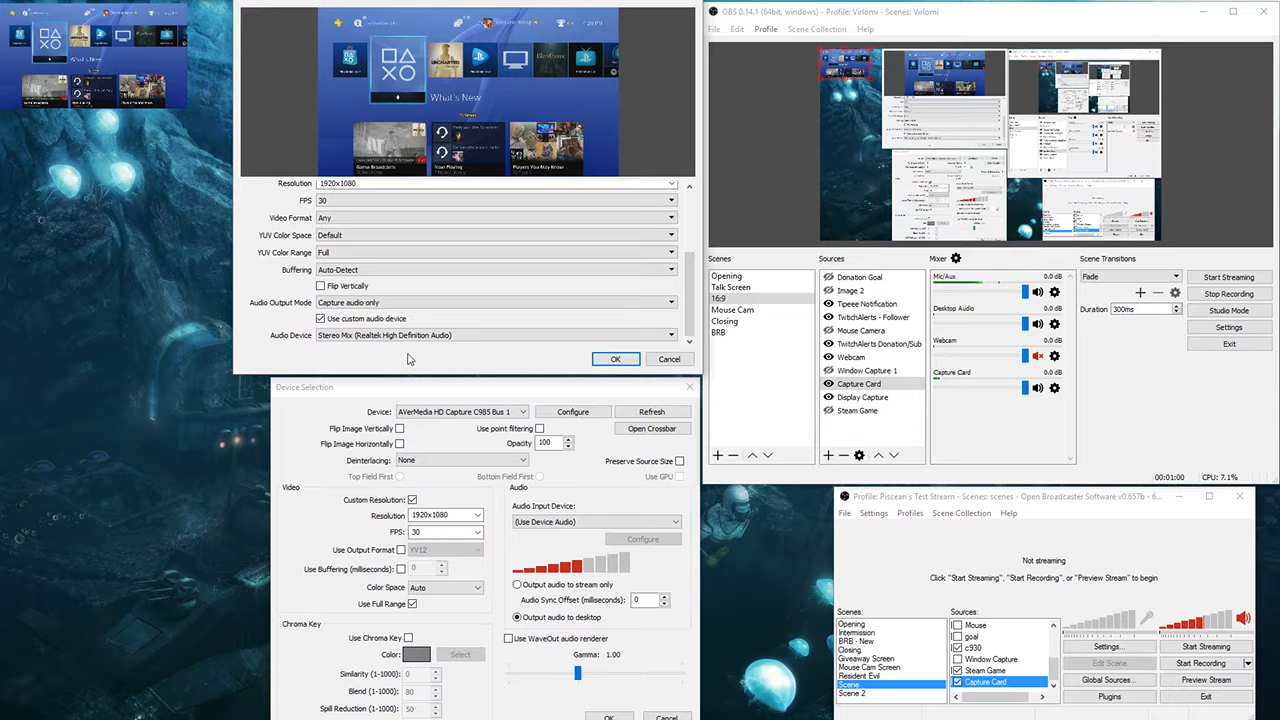 What's New
What's New
Resolution 1920x1080
FPS 30
Video Format Any
YUV Color Space Default
YUV Color Range Full
Buffering Auto-Detect
Flip Vertically
Audio Output Mode Capture audio only
Use custom audio device
Audio Device Stereo Mix (Realtek High Definition Audio)
OK Cancel
Device Selection
Device: AVerMedia HD Capture C985 Bus 1 Configure Refresh
Flip Image Vertically Use point filtering Open Crossbar
Flip Image Horizontally Opacity 100
Deinterlacing: None Preserve Source Size
Top Field First Bottom Field First Use GPU
Video
Custom Resolution:
Resolution 1920x1080
FPS: 30
Use Output Format YV12
Use Buffering (milliseconds): 0
Color Space Auto
Use Full Range
Audio
Audio Input Device:
(Use Device Audio)
Configure
Output audio to stream only
Audio Sync Offset (milliseconds): 0
Output audio to desktop
Use WaveOut audio renderer
Gamma: 1.00
Chroma Key
Use Chroma Key
Color: Select
Similarity (1-1000): 0
Blend (1-1000): 80
Spill Reduction (1-1000): 50
OK Cancel
OBS 0.14.1 (64bit, windows) - Profile: Virlomi - Scenes: Virlomi
File Edit Profile Scene Collection Help
Scenes
Opening
Talk Screen
16:9
Mouse Cam
Closing
BRB
Sources
Donation Goal
Image 2
Tipeee Notification
TwtichAlerts - Follower
Mouse Camera
TwitchAlerts Donation/Sub
Webcam
Window Capture 1
Capture Card
Display Capture
Steam Game
Mixer
Mic/Aux 0.0 dB
Desktop Audio 0.0 dB
Webcam 0.0 dB
Capture Card 0.0 dB
Scene Transitions
Fade
Duration 300ms
Start Streaming
Stop Recording
Studio Mode
Settings
Exit
00:01:00 CPU: 7.1%
Profile: Piscean's Test Stream - Scenes: scenes - Open Broadcaster Software v0.657b - 6...
File Settings Profiles Scene Collection Help
Not streaming
Click "Start Streaming", "Start Recording", or "Preview Stream" to begin
Scenes:
Opening
Intermission
BRB - New
Closing
Giveaway Screen
Mouse Cam Screen
Resident Evil
Scene
Scene 2
Sources:
Mouse
goal
c930
Window Capture
Steam Game
Capture Card
Settings... Start Streaming
Edit Scene Start Recording
Global Sources... Preview Stream
Plugins Exit